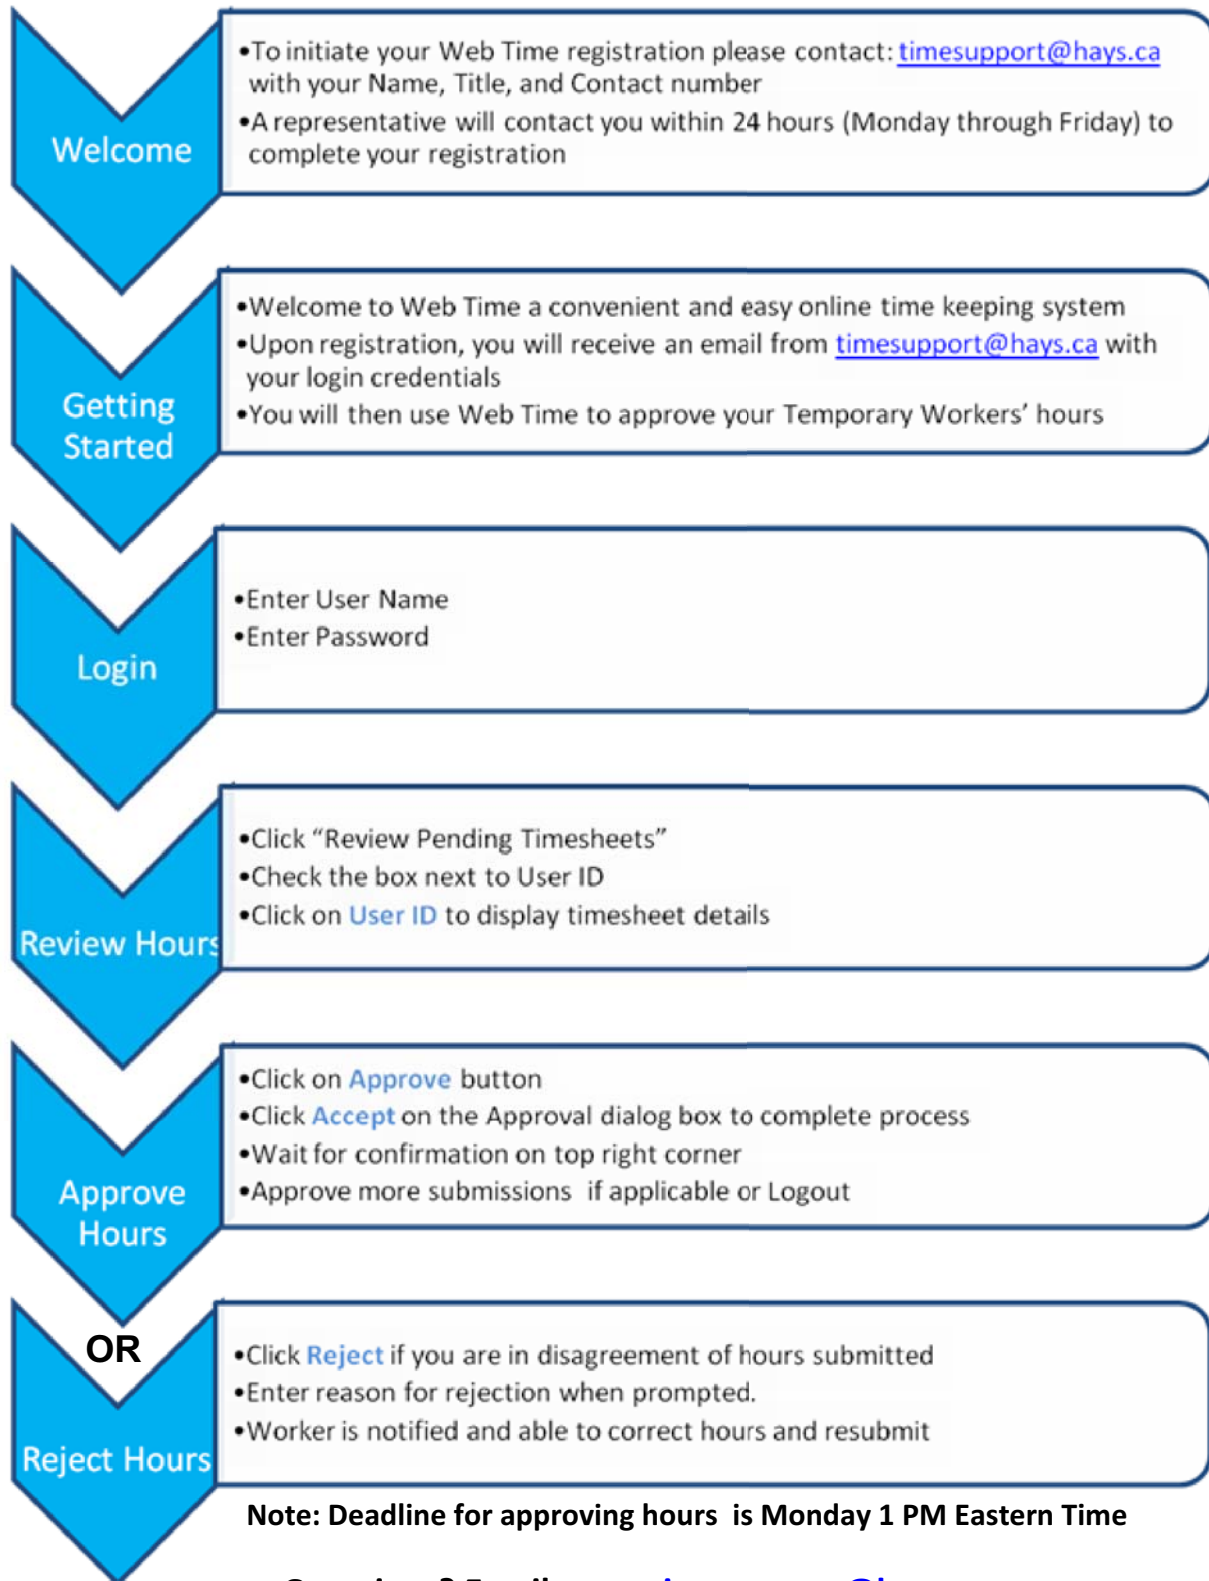 Welcome
•To initiate your Web Time registration please contact: timesupport@hays.ca
with your Name, Title, and Contact number
•A representative will contact you within 24 hours (Monday through Friday) to
complete your registration
Getting
Started
•Welcome to Web Time a convenient and easy online time keeping system
•Upon registration, you will receive an email from timesupport@hays.ca with
your login credentials
•You will then use Web Time to approve your Temporary Workers’ hours
Login
•Enter User Name
•Enter Password
Review Hours
•Click “Review Pending Timesheets”
•Check the box next to User ID
•Click on User ID to display timesheet details
Approve
Hours
•Click on Approve button
•Click Accept on the Approval dialog box to complete process
•Wait for confirmation on top right corner
•Approve more submissions if applicable or Logout
OR
Reject Hours
•Click Reject if you are in disagreement of hours submitted
•Enter reason for rejection when prompted.
•Worker is notified and able to correct hours and resubmit
Note: Deadline for approving hours is Monday 1 PM Eastern Time